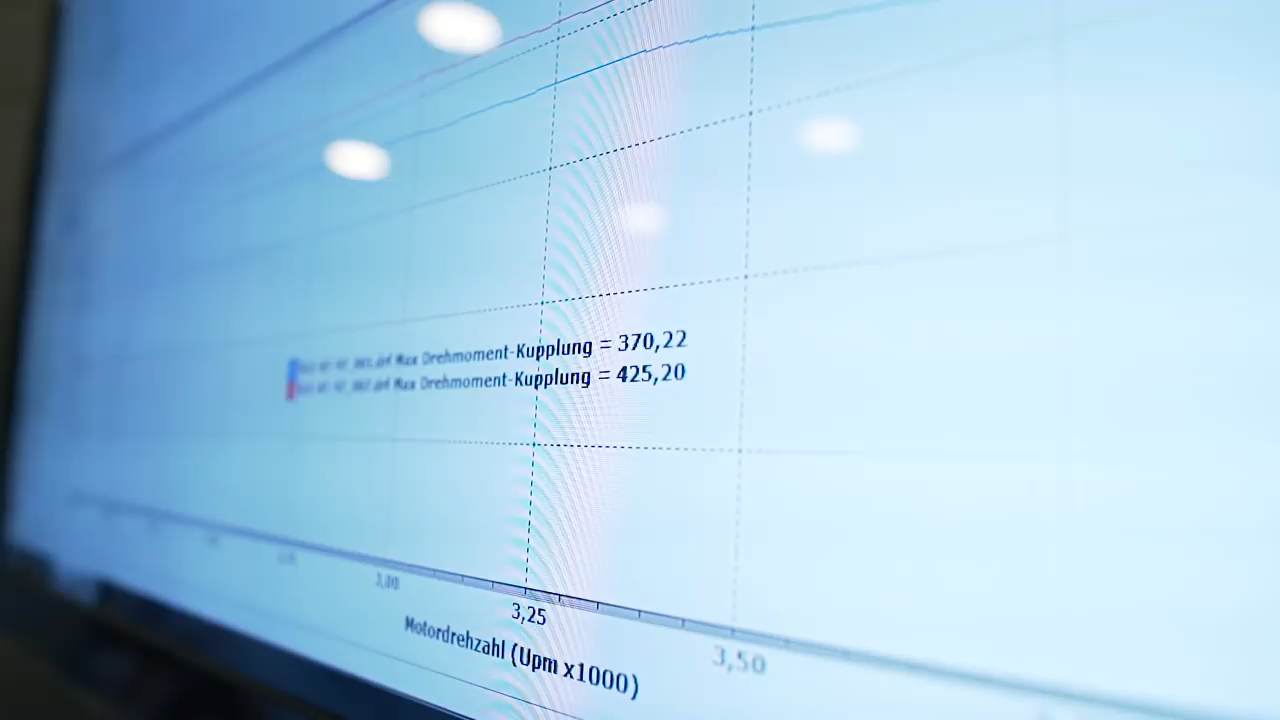 Max Drehmoment-Kupplung = 370,22
Max Drehmoment-Kupplung = 425,20
3,00
3,25
3,50
Motordrehzahl (Upm x1000)